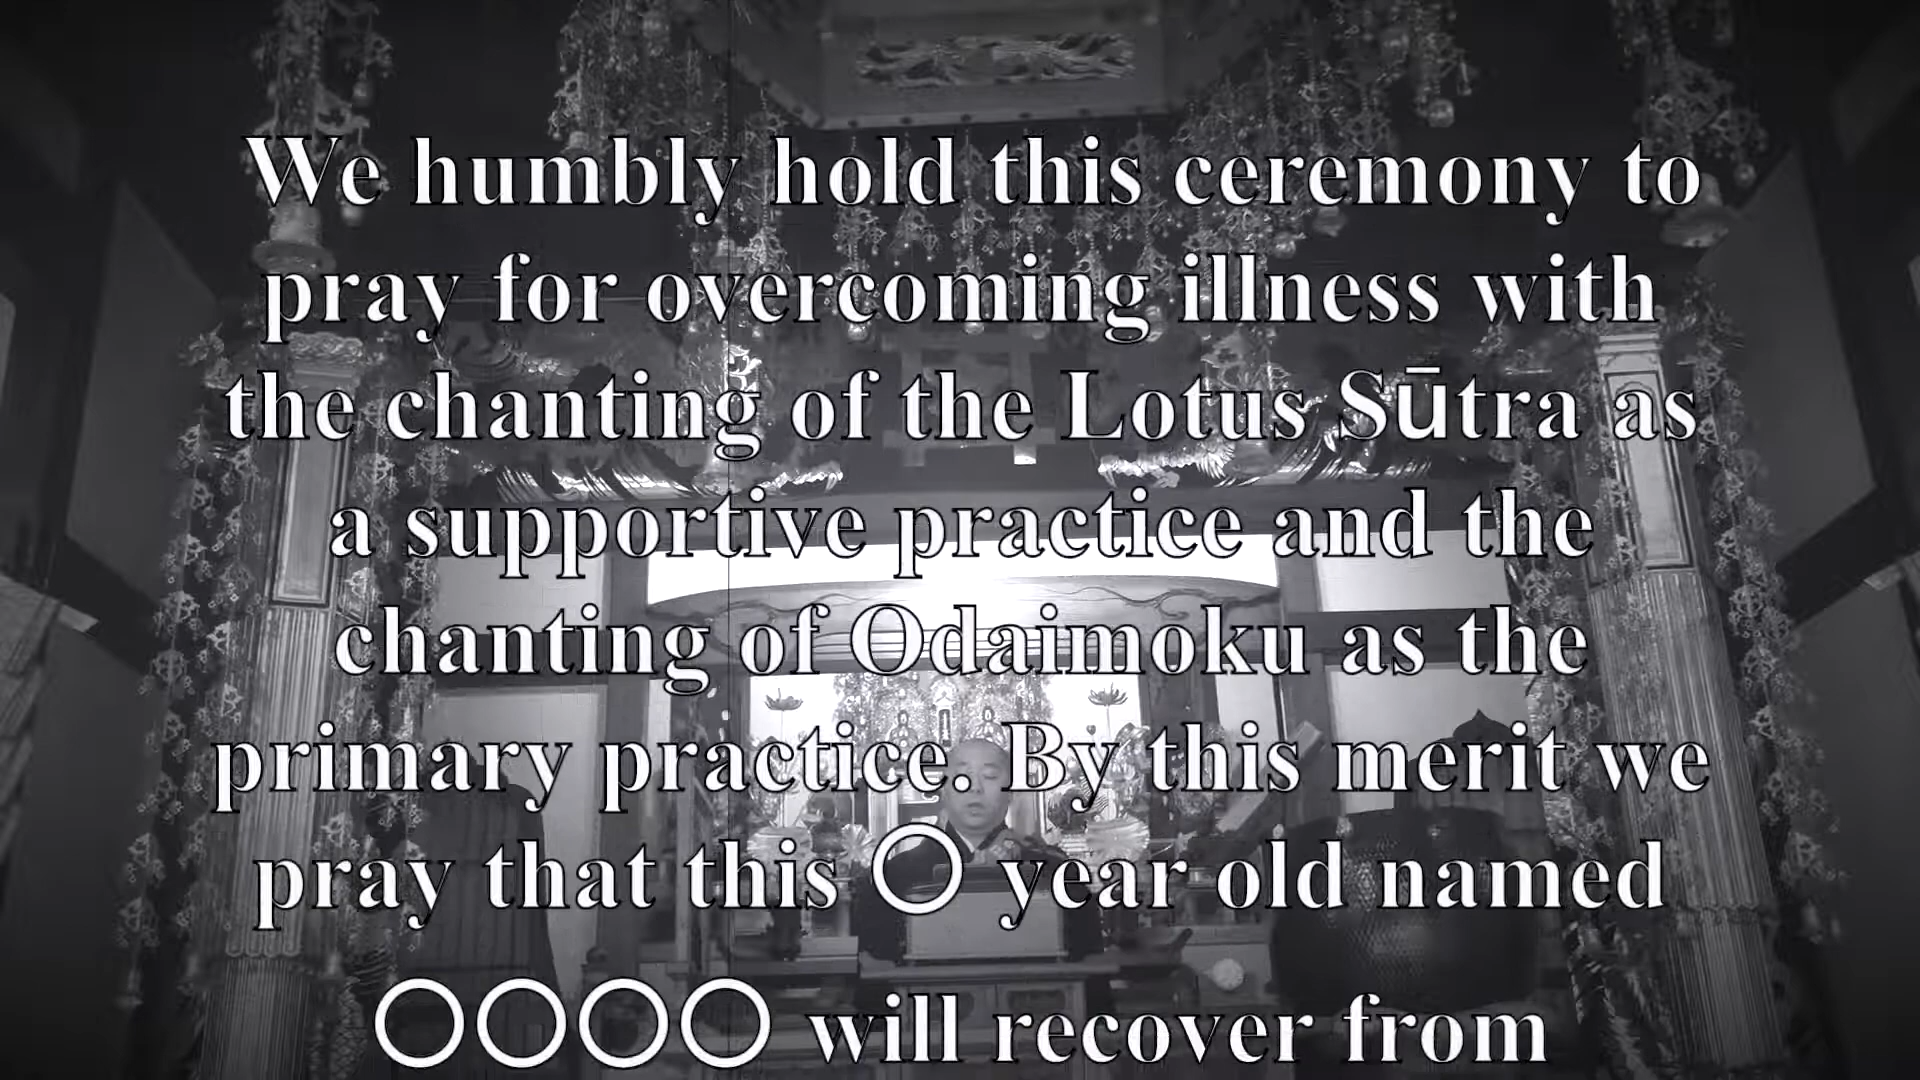 We humbly hold this ceremony to
pray for overcoming illness with
the chanting of the Lotus Sūtra as
a supportive practice and the
chanting of Odaimoku as the
primary practice. By this merit we
pray that this ◯ year old named
◯◯◯◯ will recover from